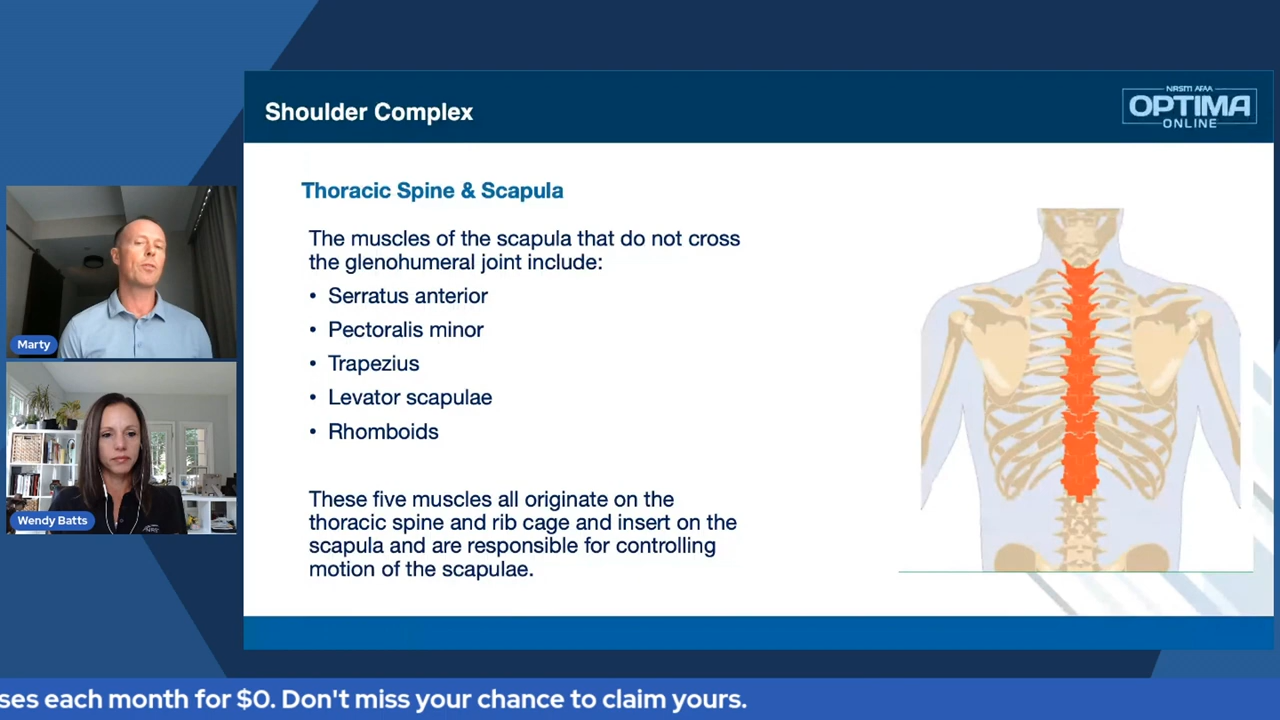 Shoulder Complex
NASM AFAA
OPTIMA
ONLINE
Thoracic Spine & Scapula
The muscles of the scapula that do not cross
the glenohumeral joint include:
• Serratus anterior
• Pectoralis minor
• Trapezius
• Levator scapulae
• Rhomboids
These five muscles all originate on the
thoracic spine and rib cage and insert on the
scapula and are responsible for controlling
motion of the scapulae.
Marty
Wendy Batts
ses each month for $0. Don't miss your chance to claim yours.